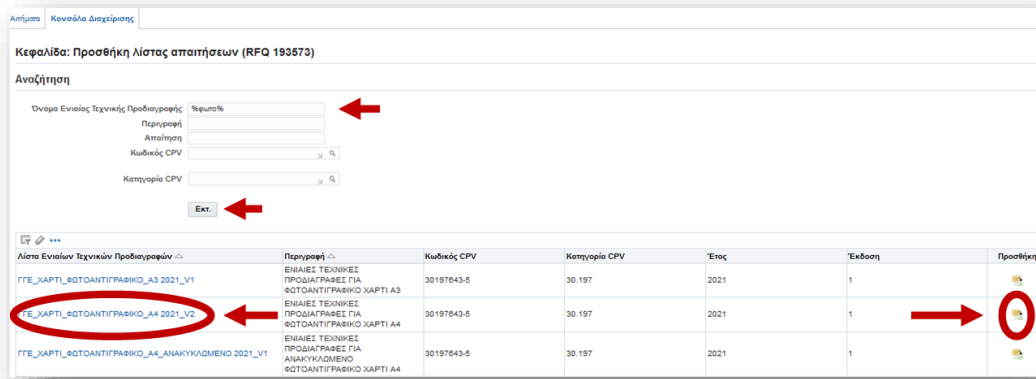 Αιτήματα Κονσόλα Διαχείρισης
Κεφαλίδα: Προσθήκη Λίστας απαιτήσεων (RFQ 193573)
Αναζήτηση
Όνομα Ενιαίας Τεχνικής Προδιαγραφής %φωτο%
Περιγραφή
Απαίτηση
Κωδικός CPV
Κατηγορία CPV
Εκτ.
Λίστα Ενιαίων Τεχνικών Προδιαγραφών Περιγραφή Κωδικός CPV Κατηγορία CPV Έτος Έκδοση Προσθήκη
ΓΓΕ_ΧΑΡΤΙ_ΦΩΤΟΑΝΤΙΓΡΑΦΙΚΟ_Α3 2021_V1 ΕΝΙΑΙΕΣ ΤΕΧΝΙΚΕΣ 30197643-5 30.197 2021 1
ΠΡΟΔΙΑΓΡΑΦΕΣ ΓΙΑ
ΦΩΤΟΑΝΤΙΓΡΑΦΙΚΟ ΧΑΡΤΙ Α3
ΓΓΕ_ΧΑΡΤΙ_ΦΩΤΟΑΝΤΙΓΡΑΦΙΚΟ_Α4 2021_V2 ΕΝΙΑΙΕΣ ΤΕΧΝΙΚΕΣ 30197643-5 30.197 2021 1
ΠΡΟΔΙΑΓΡΑΦΕΣ ΓΙΑ
ΦΩΤΟΑΝΤΙΓΡΑΦΙΚΟ ΧΑΡΤΙ Α4
ΓΓΕ_ΧΑΡΤΙ_ΦΩΤΟΑΝΤΙΓΡΑΦΙΚΟ_Α4_ΑΝΑΚΥΚΛΩΜΕΝΟ 2021_V1 ΕΝΙΑΙΕΣ ΤΕΧΝΙΚΕΣ 30197643-5 30.197 2021 1
ΠΡΟΔΙΑΓΡΑΦΕΣ ΓΙΑ
ΑΝΑΚΥΚΛΩΜΕΝΟ
ΦΩΤΟΑΝΤΙΓΡΑΦΙΚΟ ΧΑΡΤΙ Α4